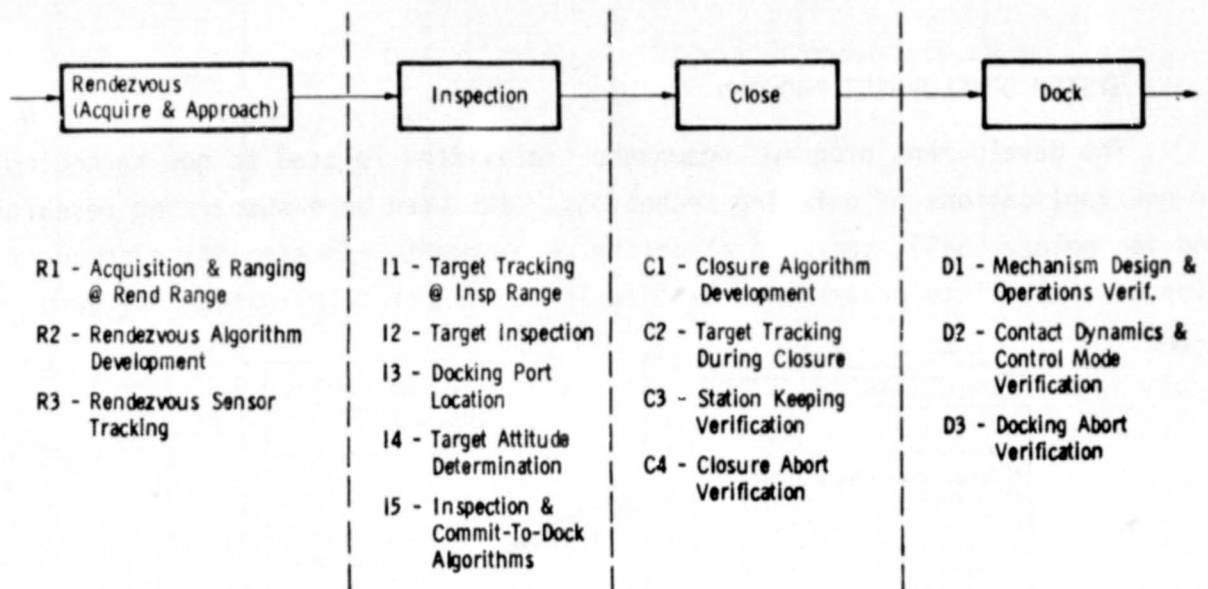 Rendezvous
(Acquire & Approach)
Inspection
Close
Dock
R1 - Acquisition & Ranging
@ Rend Range
R2 - Rendezvous Algorithm
Development
R3 - Rendezvous Sensor
Tracking
I1 - Target Tracking
@ Insp Range
I2 - Target Inspection
I3 - Docking Port
Location
I4 - Target Attitude
Determination
I5 - Inspection &
Commit-To-Dock
Algorithms
C1 - Closure Algorithm
Development
C2 - Target Tracking
During Closure
C3 - Station Keeping
Verification
C4 - Closure Abort
Verification
D1 - Mechanism Design &
Operations Verif.
D2 - Contact Dynamics &
Control Mode
Verification
D3 - Docking Abort
Verification